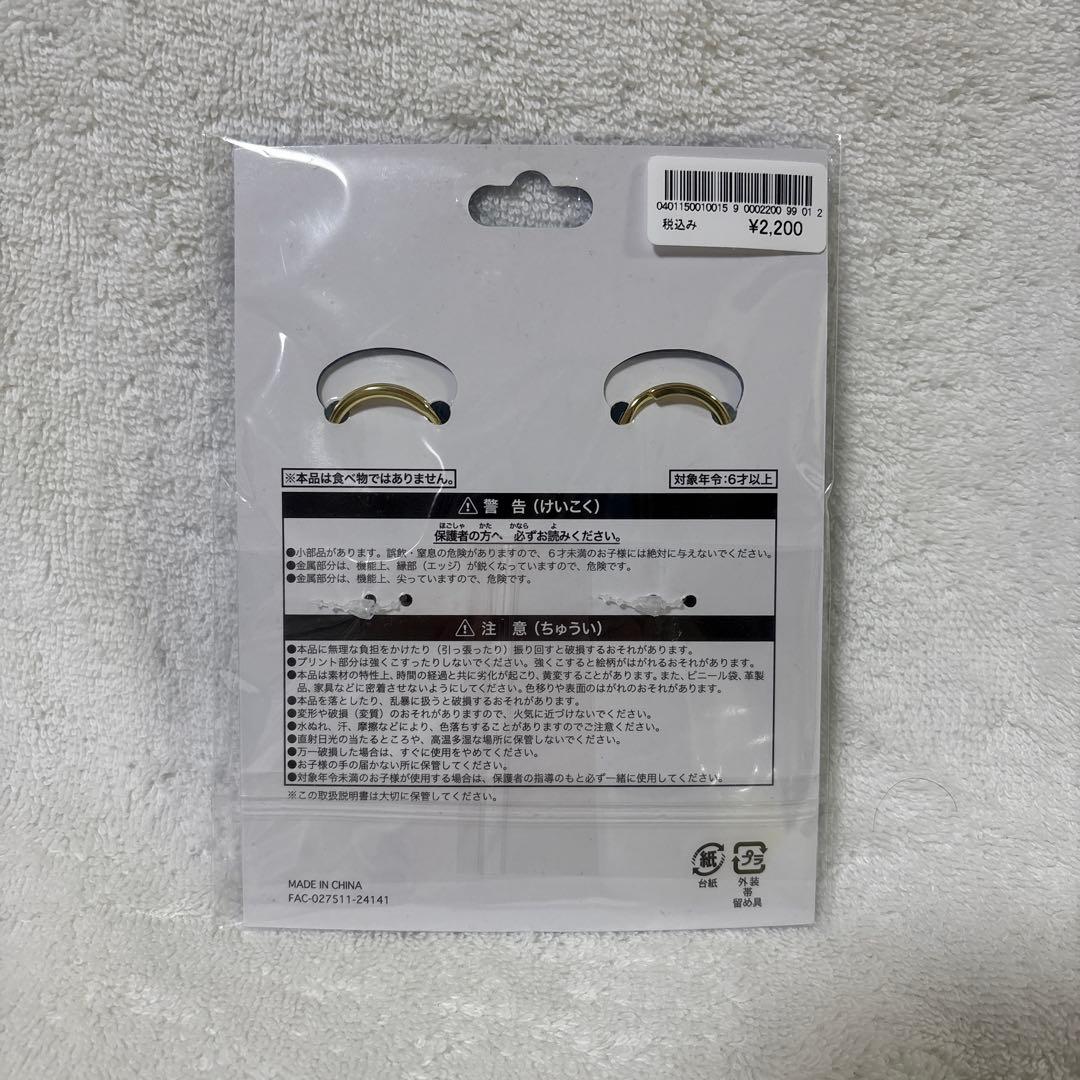 0401150010015 9 0002200 99 01 2
税込み ¥2,200
※本品は食べ物ではありません。
対象年令:6才以上
⚠警 告(けいこく)
ほごしゃ かた かなら よ
保護者の方へ 必ずお読みください。
●小部品があります。誤飲・窒息の危険がありますので、6才未満のお子様には絶対に与えないでください。
●金属部分は、機能上、縁部(エッジ)が鋭くなっていますので、危険です。
●金属部分は、機能上、尖っていますので、危険です。
⚠注 意(ちゅうい)
●本品に無理な負担をかけたり(引っ張ったり)振り回すと破損するおそれがあります。
●プリント部分は強くこすったりしないでください。強くこすると絵柄がはがれるおそれがあります。
●本品は素材の特性上、時間の経過と共に劣化が起こり、黄変することがあります。また、ビニール袋、革製
品、家具などに密着させないようにしてください。色移りや表面のはがれのおそれがあります。
●本品を落としたり、乱暴に扱うと破損するおそれがあります。
●変形や破損(変質)のおそれがありますので、火気に近づけないでください。
●水ぬれ、汗、摩擦などにより、色落ちすることがありますのでご注意ください。
●直射日光の当たるところや、高温多湿な場所に保管しないでください。
●万一破損した場合は、すぐに使用をやめてください。
●お子様の手の届かない所に保管してください。
●対象年令未満のお子様が使用する場合は、保護者の指導のもと必ず一緒に使用してください。
※この取扱説明書は大切に保管してください。
紙 プラ
台紙 外装
帯
留め具
MADE IN CHINA
FAC-027511-24141